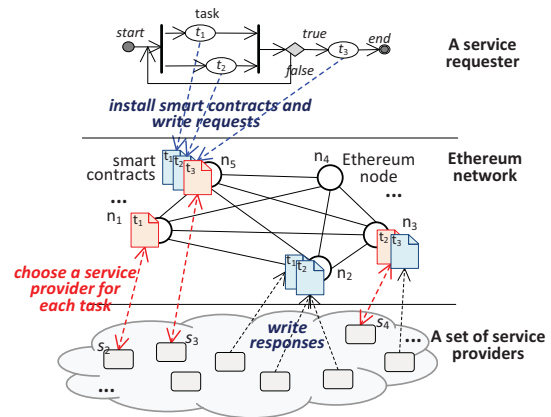 task
start
t1
true
end
t3
t2
false
A service
requester
install smart contracts and
write requests
smart
contracts
...
t1
t2
t3
n5
n4
Ethereum
node
...
Ethereum
network
n1
t1
n3
t2
t3
t1
t2
n2
choose a service
provider for
each task
write
responses
s2
s3
s4
...
...
A set of service
providers